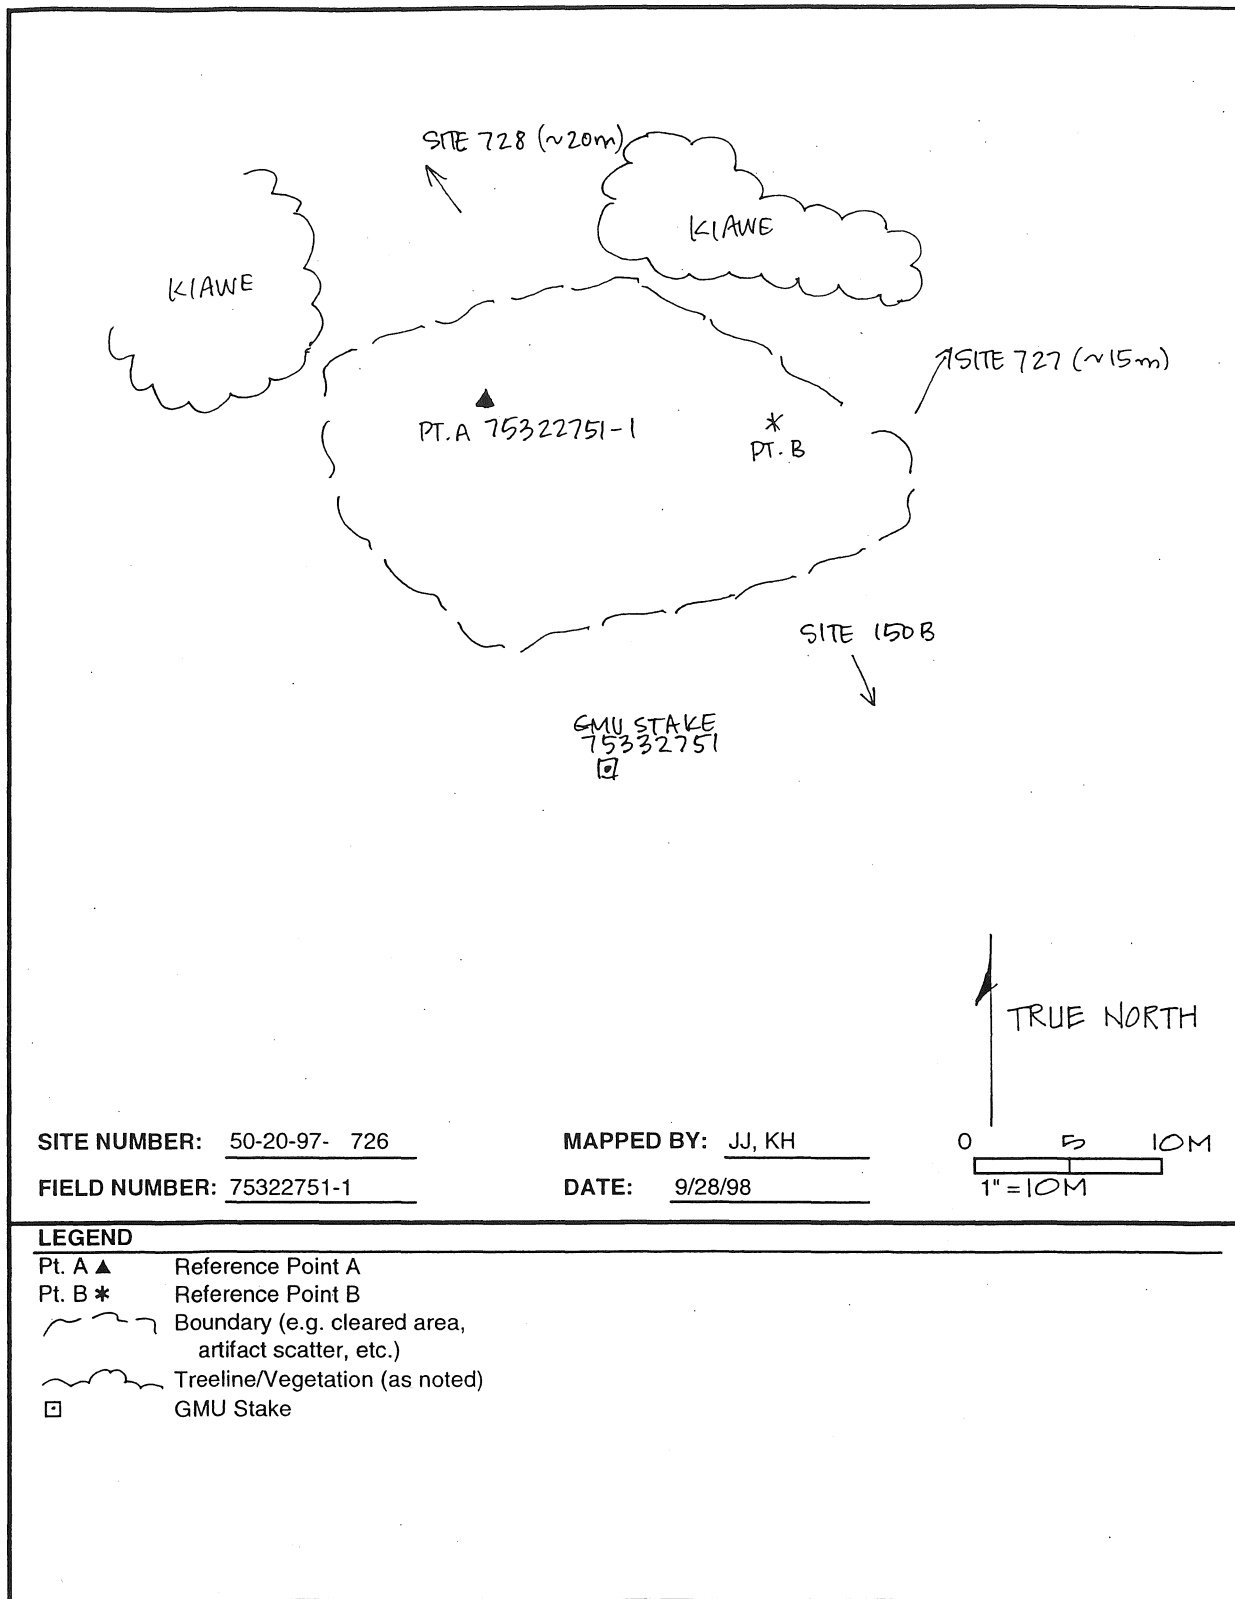 SITE 728 (~20m)
KIAWE
KIAWE
SITE 727 (~15m)
PT. A 75322751-1
PT. B
SITE 150B
GMU STAKE
75332751
TRUE NORTH
SITE NUMBER: 50-20-97- 726
MAPPED BY: JJ, KH
0 5 10M
FIELD NUMBER: 75322751-1
DATE: 9/28/98
1" = 10M
LEGEND
Pt. A ▲ Reference Point A
Pt. B * Reference Point B
Boundary (e.g. cleared area,
artifact scatter, etc.)
Treeline/Vegetation (as noted)
GMU Stake